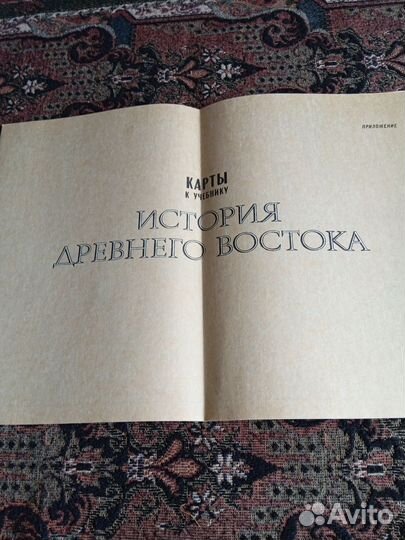 ПРИЛОЖЕНИЕ
КАРТЫ
К УЧЕБНИКУ
ИСТОРИЯ
ДРЕВНЕГО ВОСТОКА
Avito